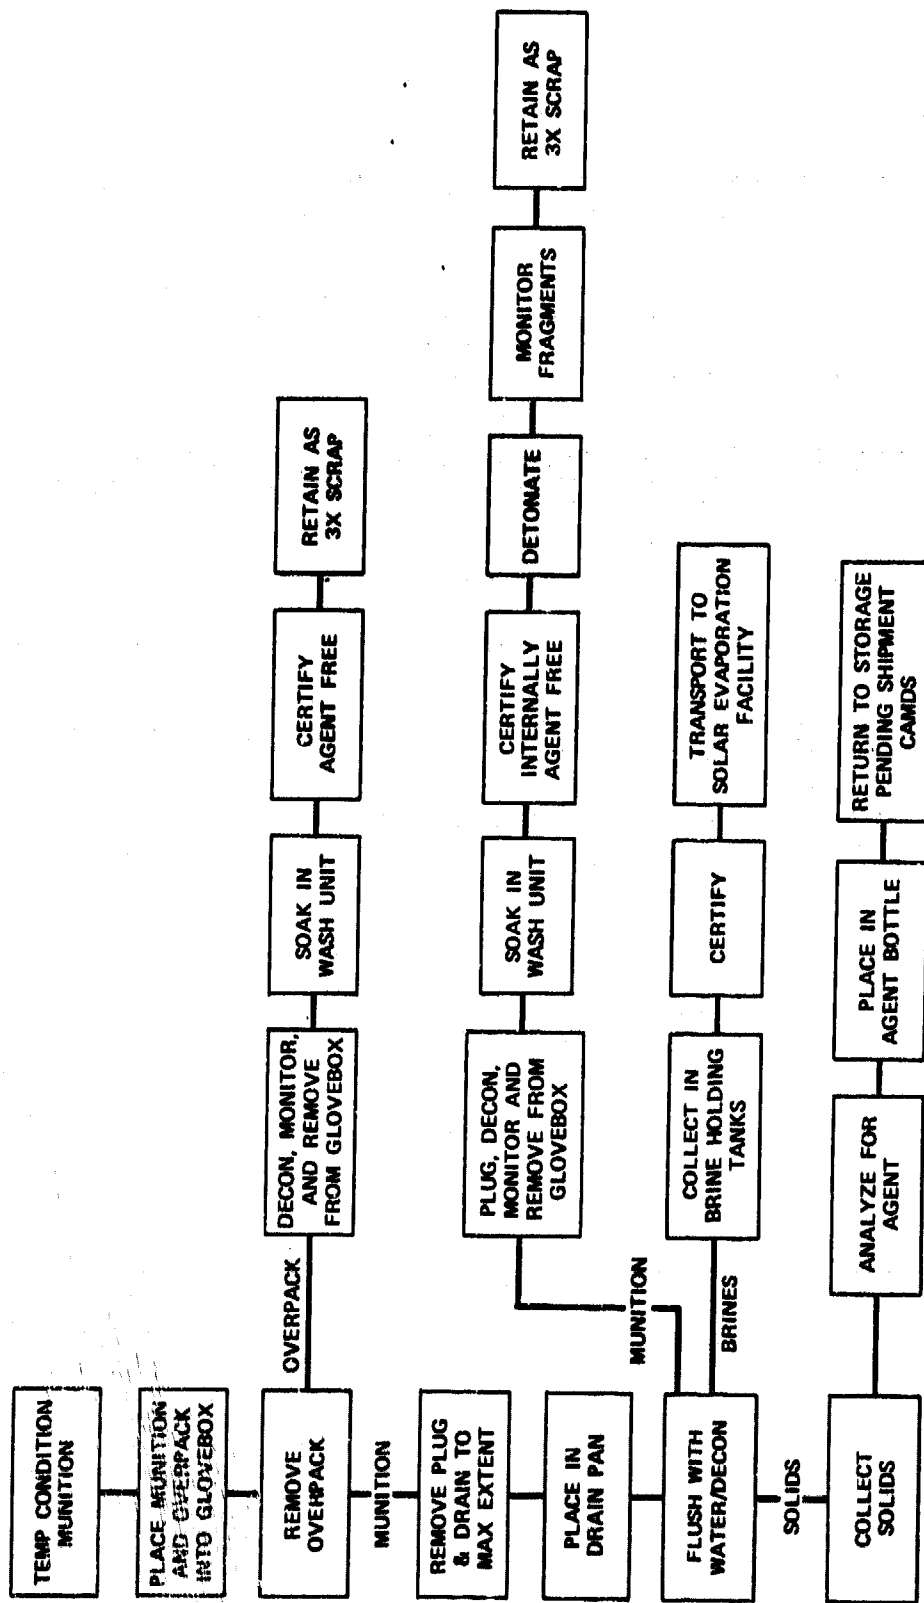 TEMP CONDITION
MUNITION
PLACE MUNITION
AND OVERPACK
INTO GLOVEBOX
REMOVE
OVERPACK
OVERPACK
DECON, MONITOR,
AND REMOVE
FROM GLOVEBOX
SOAK IN
WASH UNIT
CERTIFY
AGENT FREE
RETAIN AS
3X SCRAP
MUNITION
REMOVE PLUG
& DRAIN TO
MAX EXTENT
PLACE IN
DRAIN PAN
FLUSH WITH
WATER/DECON
MUNITION
PLUG, DECON,
MONITOR AND
REMOVE FROM
GLOVEBOX
SOAK IN
WASH UNIT
CERTIFY
INTERNALLY
AGENT FREE
DETONATE
MONITOR
FRAGMENTS
RETAIN AS
3X SCRAP
BRINES
COLLECT IN
BRINE HOLDING
TANKS
CERTIFY
TRANSPORT TO
SOLAR EVAPORATION
FACILITY
SOLIDS
COLLECT
SOLIDS
ANALYZE FOR
AGENT
PLACE IN
AGENT BOTTLE
RETURN TO STORAGE
PENDING SHIPMENT
CAMDS